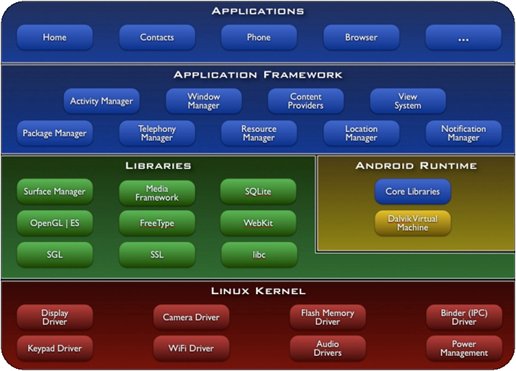 APPLICATIONS
Home
Contacts
Phone
Browser
...
APPLICATION FRAMEWORK
Activity Manager
Window
Manager
Content
Providers
View
System
Package Manager
Telephony
Manager
Resource
Manager
Location
Manager
Notification
Manager
LIBRARIES
Surface Manager
Media
Framework
SQLite
OpenGL | ES
FreeType
WebKit
SGL
SSL
libc
ANDROID RUNTIME
Core Libraries
Dalvik Virtual
Machine
LINUX KERNEL
Display
Driver
Camera Driver
Flash Memory
Driver
Binder (IPC)
Driver
Keypad Driver
WiFi Driver
Audio
Drivers
Power
Management